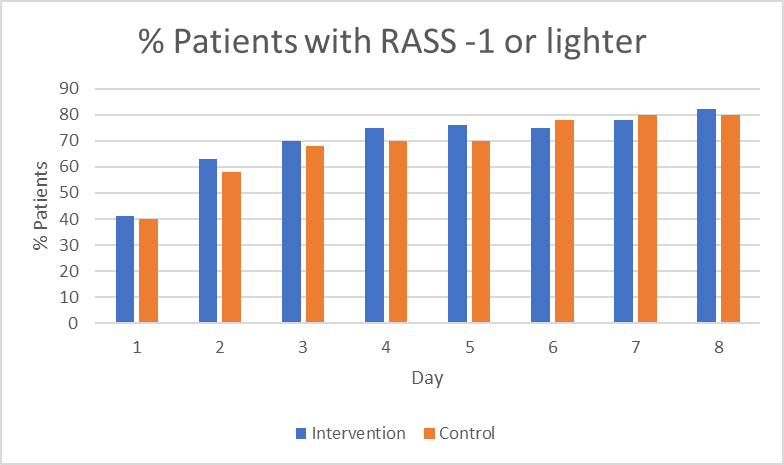 % Patients with RASS -1 or lighter
90
80
70
60
50
40
30
20
10
0
% Patients
1 2 3 4 5 6 7 8
Day
Intervention Control